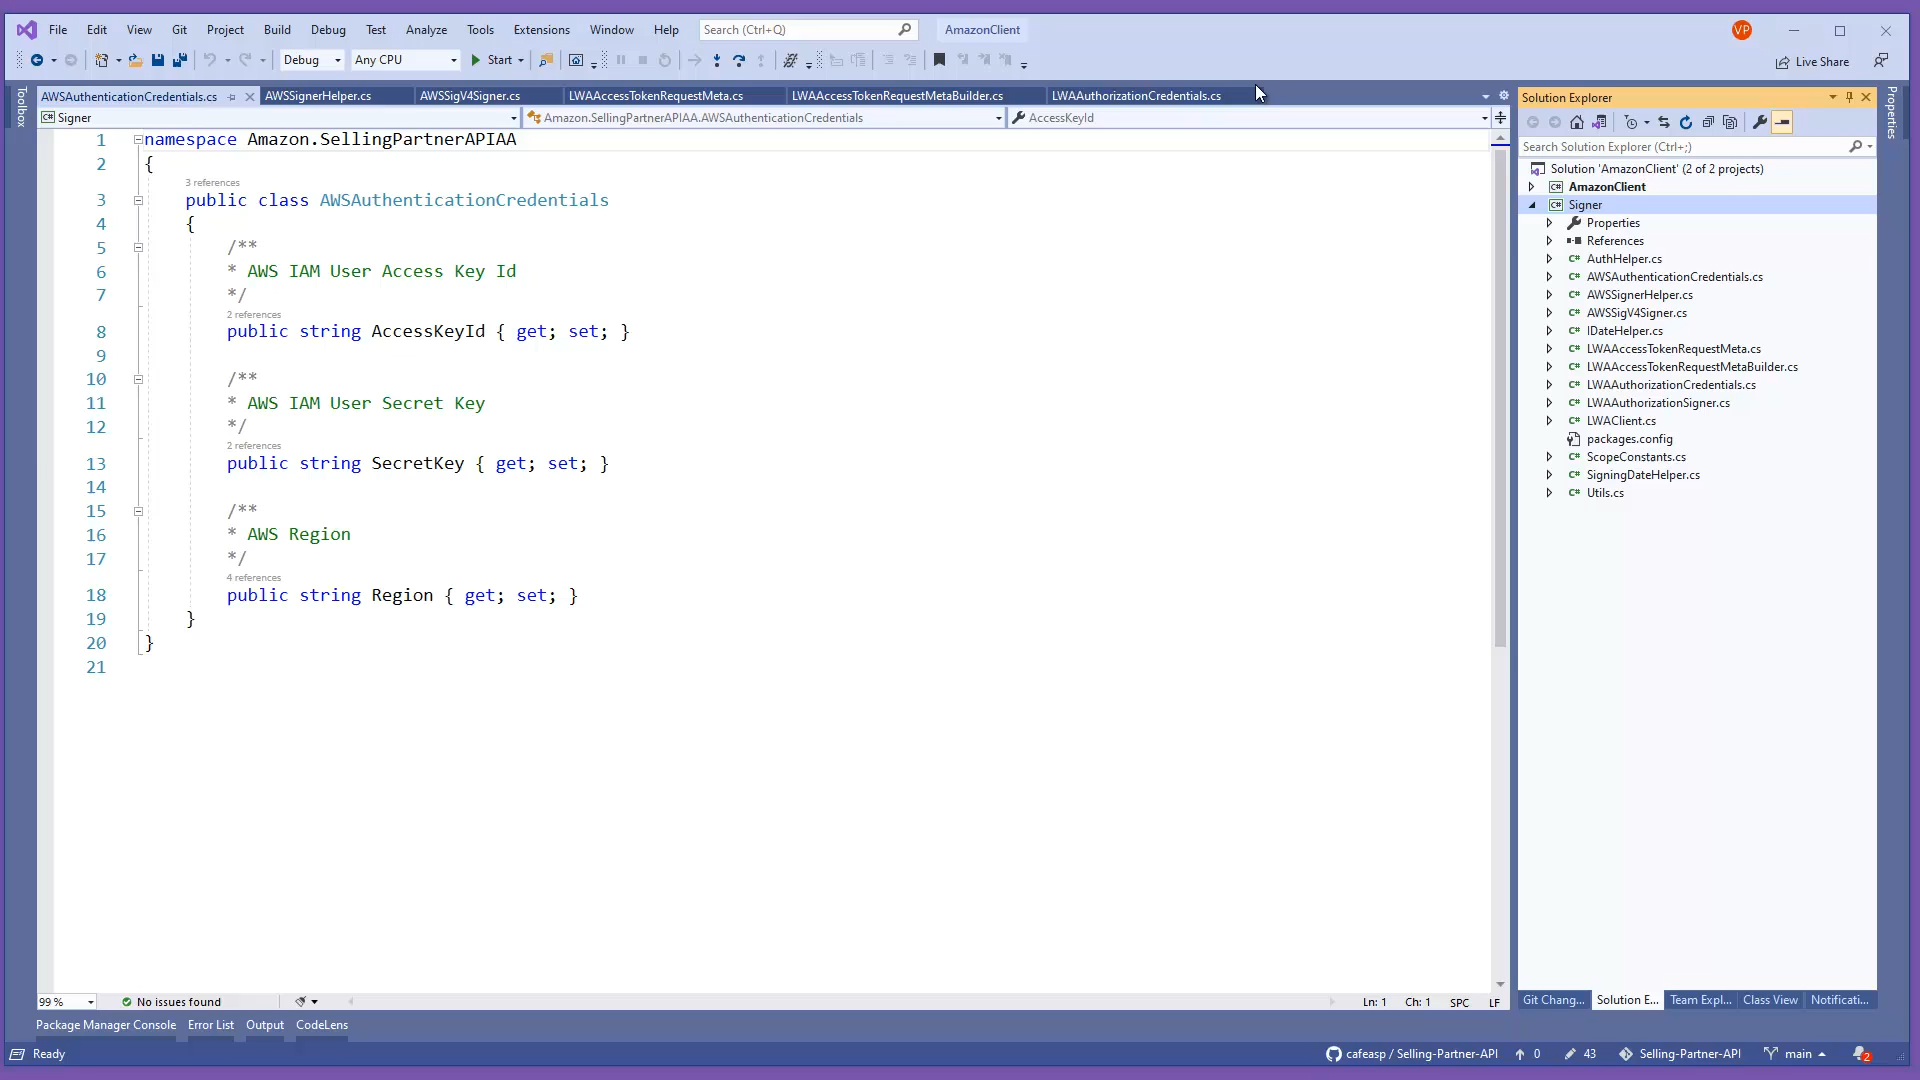 File Edit View Git Project Build Debug Test Analyze Tools Extensions Window Help Search (Ctrl+Q) AmazonClient VP
Debug Any CPU Start Live Share
Toolbox
AWSAuthenticationCredentials.cs AWSSignerHelper.cs AWSSigV4Signer.cs LWAAccessTokenRequestMeta.cs LWAAccessTokenRequestMetaBuilder.cs LWAAuthorizationCredentials.cs
C# Signer Amazon.SellingPartnerAPIAA.AWSAuthenticationCredentials AccessKeyId
1 namespace Amazon.SellingPartnerAPIAA
2 {
3 references
3 public class AWSAuthenticationCredentials
4 {
5 /**
6 * AWS IAM User Access Key Id
7 */
2 references
8 public string AccessKeyId { get; set; }
9
10 /**
11 * AWS IAM User Secret Key
12 */
2 references
13 public string SecretKey { get; set; }
14
15 /**
16 * AWS Region
17 */
4 references
18 public string Region { get; set; }
19 }
20 }
21
99 % No issues found Ln: 1 Ch: 1 SPC LF
Solution Explorer
Search Solution Explorer (Ctrl+;)
Solution 'AmazonClient' (2 of 2 projects)
C# AmazonClient
C# Signer
Properties
References
C# AuthHelper.cs
C# AWSAuthenticationCredentials.cs
C# AWSSignerHelper.cs
C# AWSSigV4Signer.cs
C# IDateHelper.cs
C# LWAAccessTokenRequestMeta.cs
C# LWAAccessTokenRequestMetaBuilder.cs
C# LWAAuthorizationCredentials.cs
C# LWAAuthorizationSigner.cs
C# LWAClient.cs
packages.config
C# ScopeConstants.cs
C# SigningDateHelper.cs
C# Utils.cs
Git Chang... Solution E... Team Expl... Class View Notificati...
Properties
Package Manager Console Error List Output CodeLens
Ready cafeasp / Selling-Partner-API 0 43 Selling-Partner-API main 2